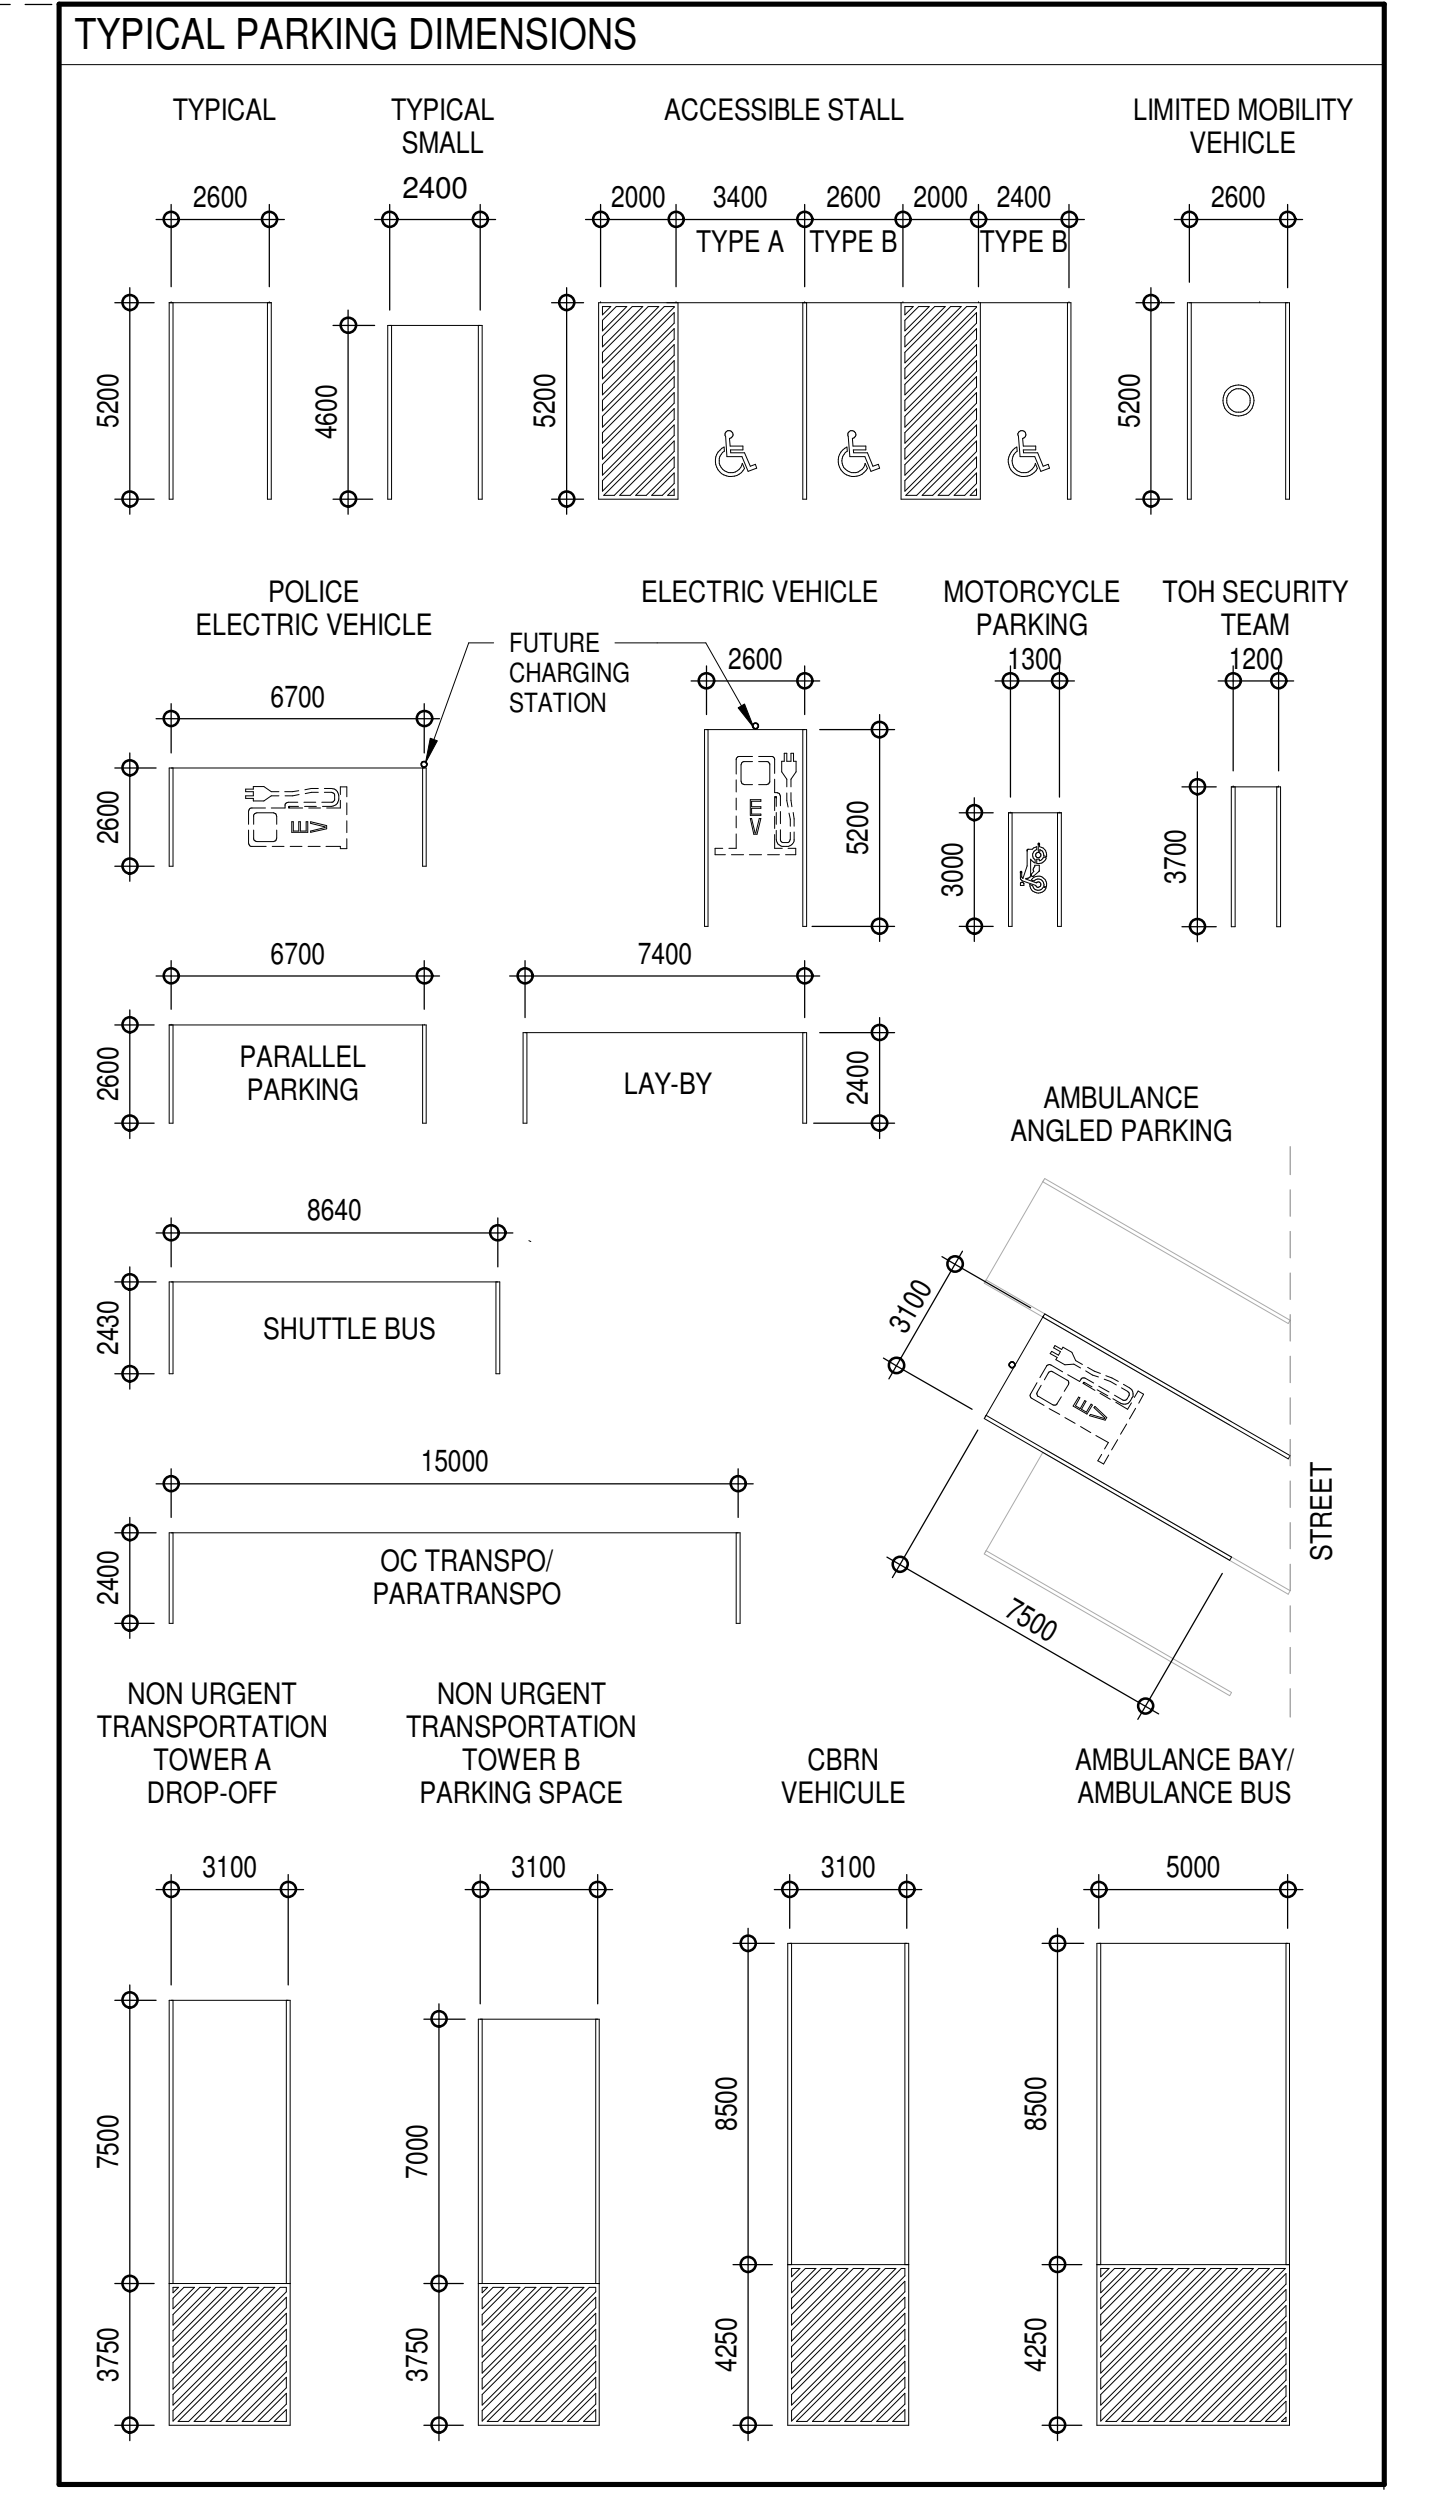 TYPICAL PARKING DIMENSIONS
TYPICAL
TYPICAL
SMALL
ACCESSIBLE STALL
LIMITED MOBILITY
VEHICLE
2600
2400
2000
3400
2600
2000
2400
2600
TYPE A
TYPE B
TYPE B
5200
4600
5200
5200
POLICE
ELECTRIC VEHICLE
ELECTRIC VEHICLE
MOTORCYCLE
PARKING
TOH SECURITY
TEAM
FUTURE
CHARGING
STATION
6700
2600
1300
1200
2600
EV
EV
5200
3000
3700
6700
7400
2600
PARALLEL
PARKING
LAY-BY
2400
AMBULANCE
ANGLED PARKING
8640
2430
SHUTTLE BUS
3100
EV
7500
STREET
15000
2400
OC TRANSPO/
PARATRANSPO
NON URGENT
TRANSPORTATION
TOWER A
DROP-OFF
NON URGENT
TRANSPORTATION
TOWER B
PARKING SPACE
CBRN
VEHICULE
AMBULANCE BAY/
AMBULANCE BUS
3100
3100
3100
5000
7500
7000
8500
8500
3750
3750
4250
4250